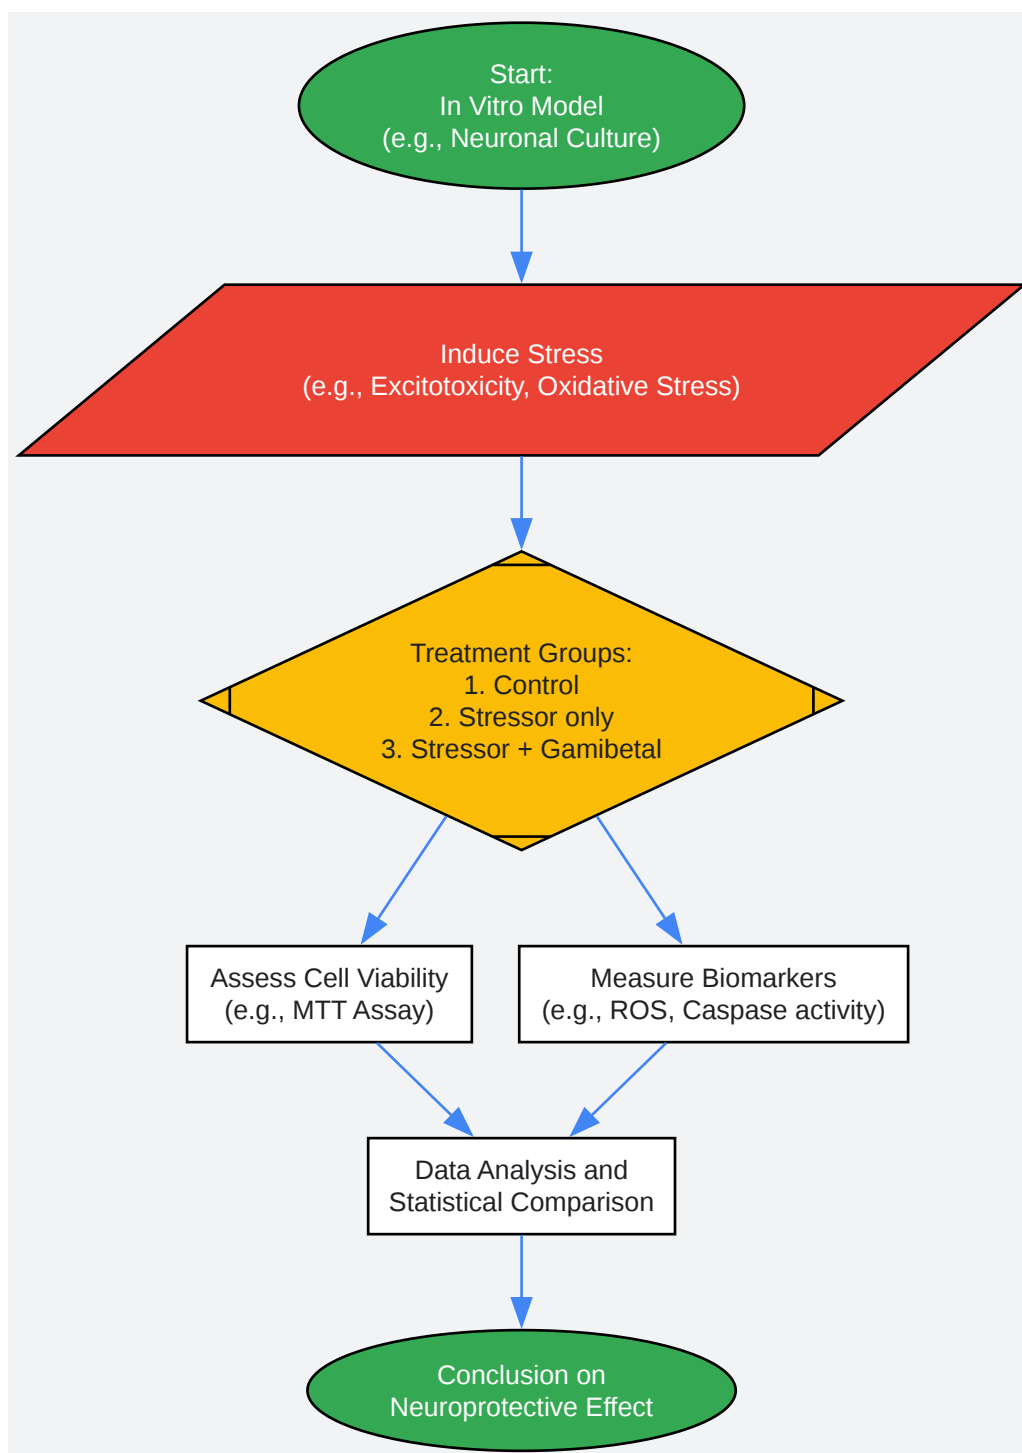 Start:
In Vitro Model
(e.g., Neuronal Culture)
Induce Stress
(e.g., Excitotoxicity, Oxidative Stress)
Treatment Groups:
1. Control
2. Stressor only
3. Stressor + Gamibetal
Assess Cell Viability
(e.g., MTT Assay)
Measure Biomarkers
(e.g., ROS, Caspase activity)
Data Analysis and
Statistical Comparison
Conclusion on
Neuroprotective Effect